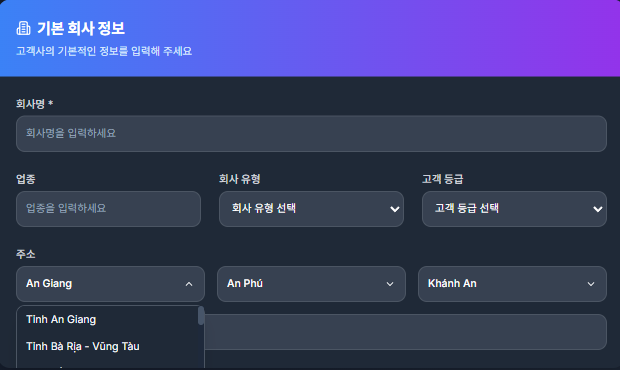 기본 회사 정보
고객사의 기본적인 정보를 입력해 주세요
회사명 *
회사명을 입력하세요
업종 회사 유형 고객 등급
업종을 입력하세요 회사 유형 선택 고객 등급 선택
주소
An Giang An Phú Khánh An
Tỉnh An Giang
Tỉnh Bà Rịa - Vũng Tàu